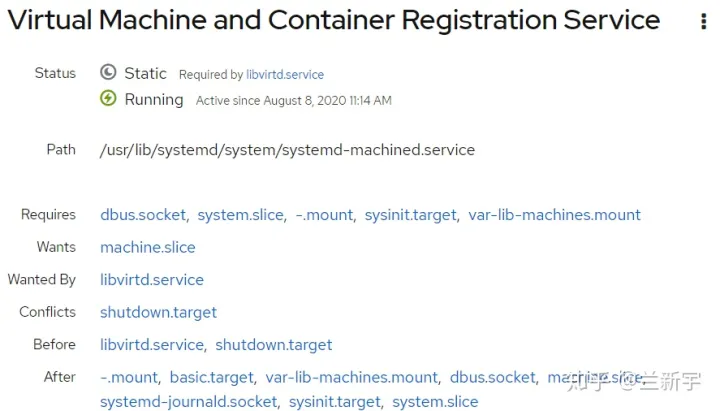 Virtual Machine and Container Registration Service
Status Static Required by libvirtd.service
Running Active since August 8, 2020 11:14 AM
Path /usr/lib/systemd/system/systemd-machined.service
Requires dbus.socket, system.slice, -.mount, sysinit.target, var-lib-machines.mount
Wants machine.slice
Wanted By libvirtd.service
Conflicts shutdown.target
Before libvirtd.service, shutdown.target
After -.mount, basic.target, var-lib-machines.mount, dbus.socket, machine.slice,
systemd-journald.socket, sysinit.target, system.slice
知乎 @兰新宇